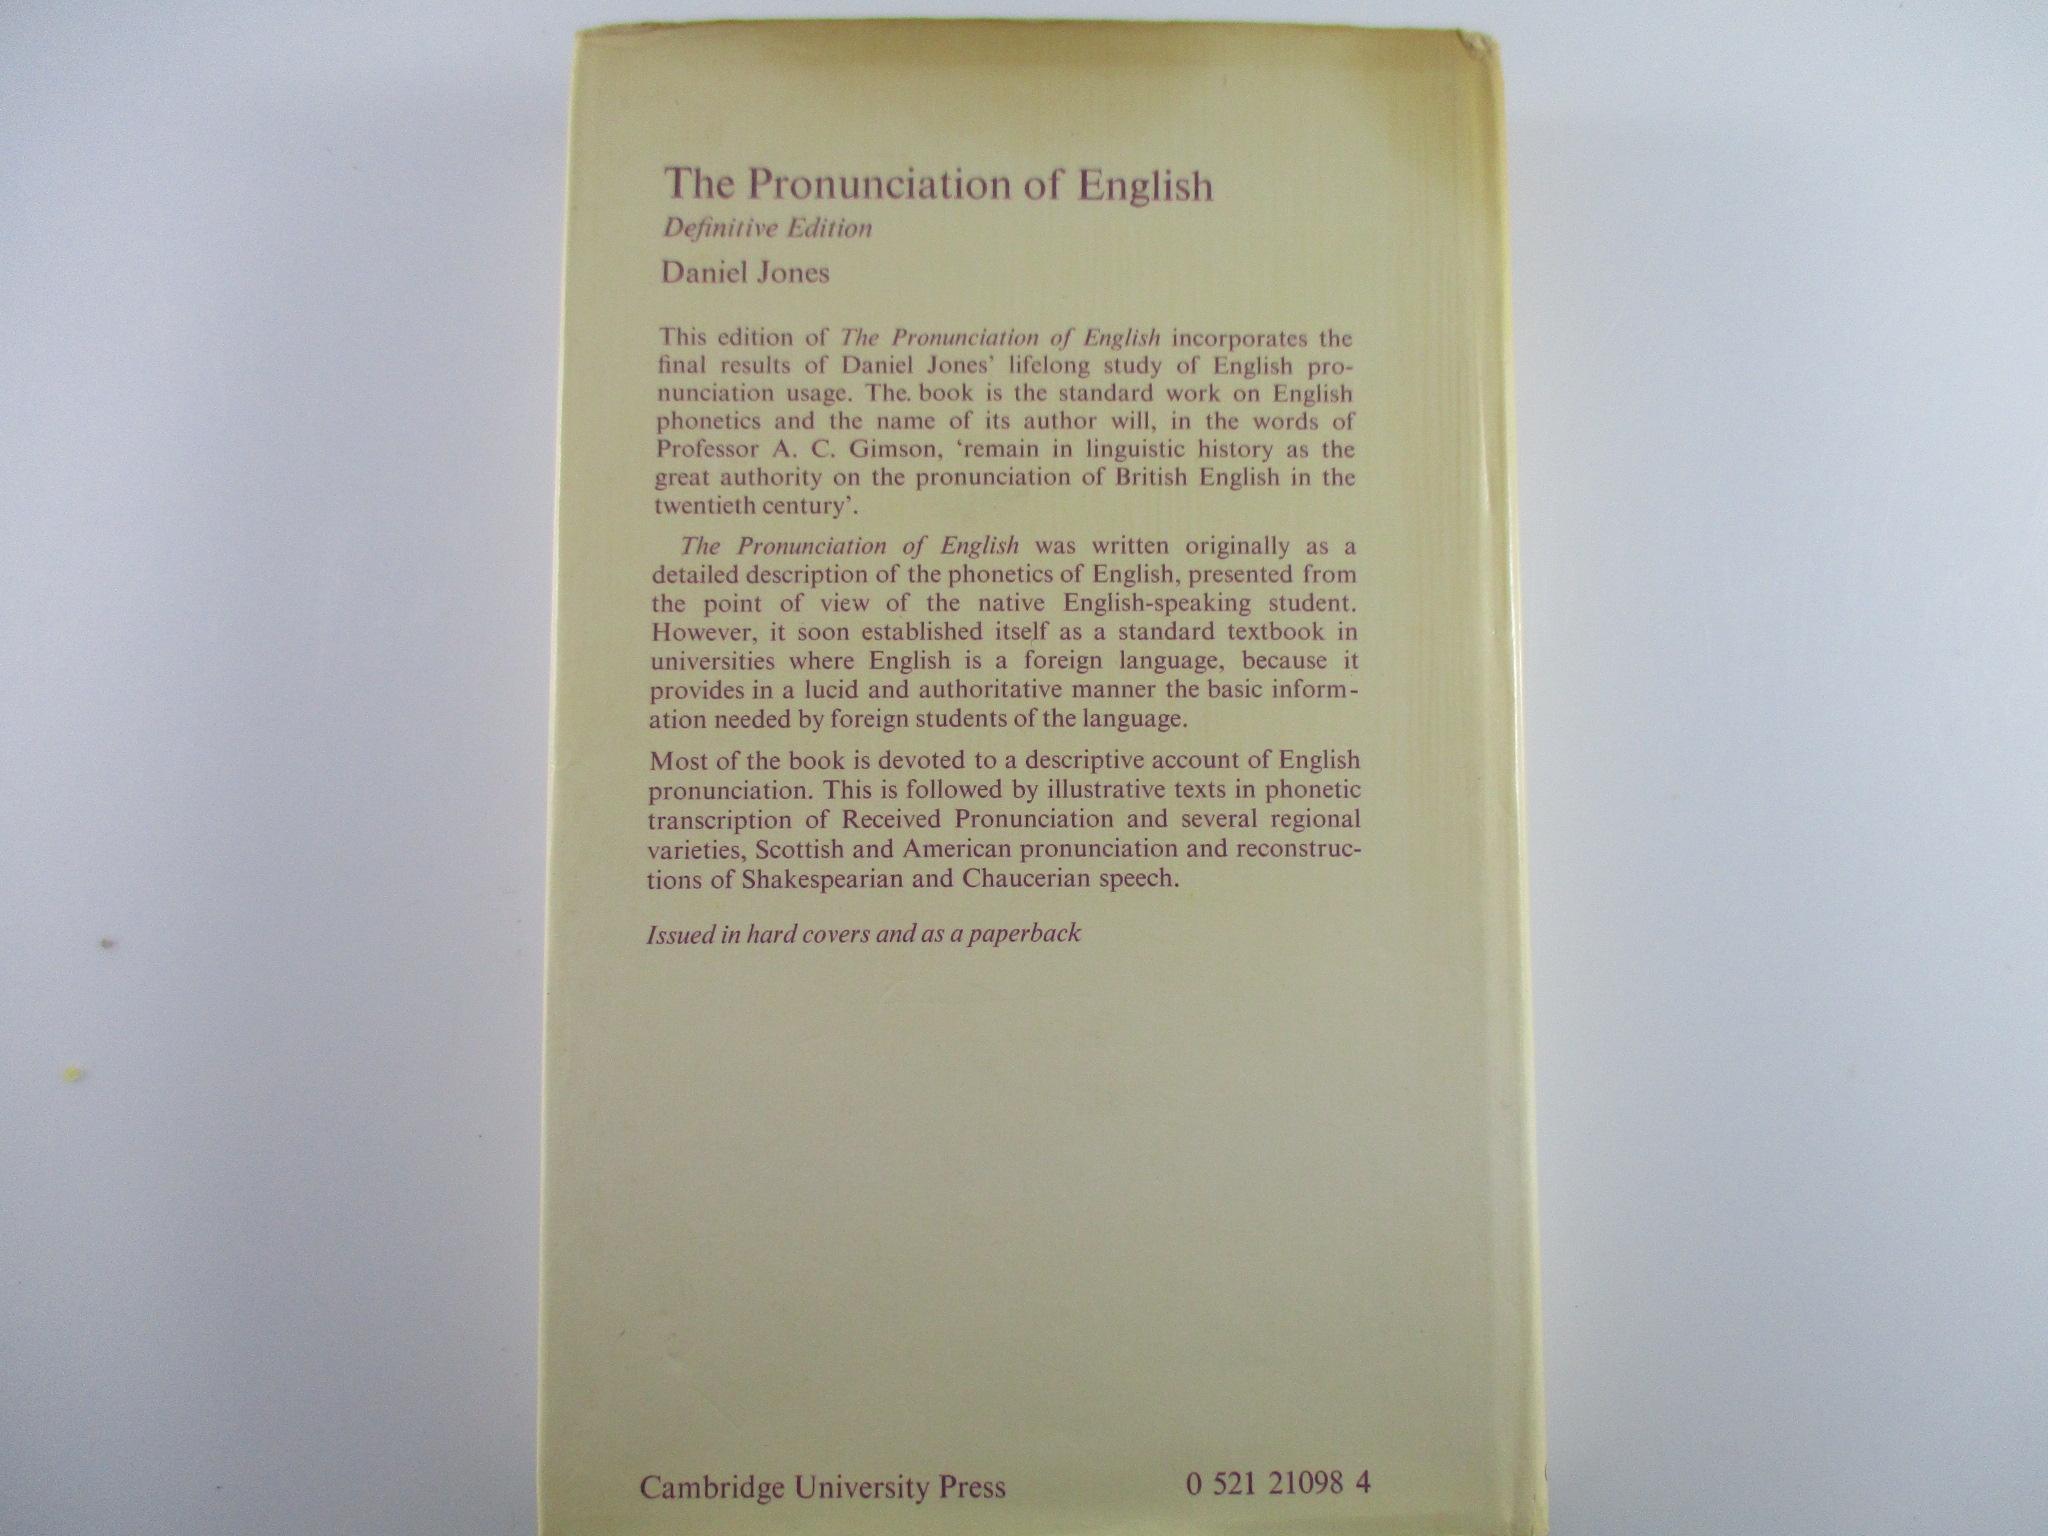 The Pronunciation of English
Definitive Edition
Daniel Jones
This edition of The Pronunciation of English incorporates the
final results of Daniel Jones’ lifelong study of English pro-
nunciation usage. The. book is the standard work on English
phonetics and the name of its author will, in the words of
Professor A. C. Gimson, ‘remain in linguistic history as the
great authority on the pronunciation of British English in the
twentieth century’.
The Pronunciation of English was written originally as a
detailed description of the phonetics of English, presented from
the point of view of the native English-speaking student.
However, it soon established itself as a standard textbook in
universities where English is a foreign language, because it
provides in a lucid and authoritative manner the basic inform-
ation needed by foreign students of the language.
Most of the book is devoted to a descriptive account of English
pronunciation. This is followed by illustrative texts in phonetic
transcription of Received Pronunciation and several regional
varieties, Scottish and American pronunciation and reconstruc-
tions of Shakespearian and Chaucerian speech.
Issued in hard covers and as a paperback
Cambridge University Press 0 521 21098 4